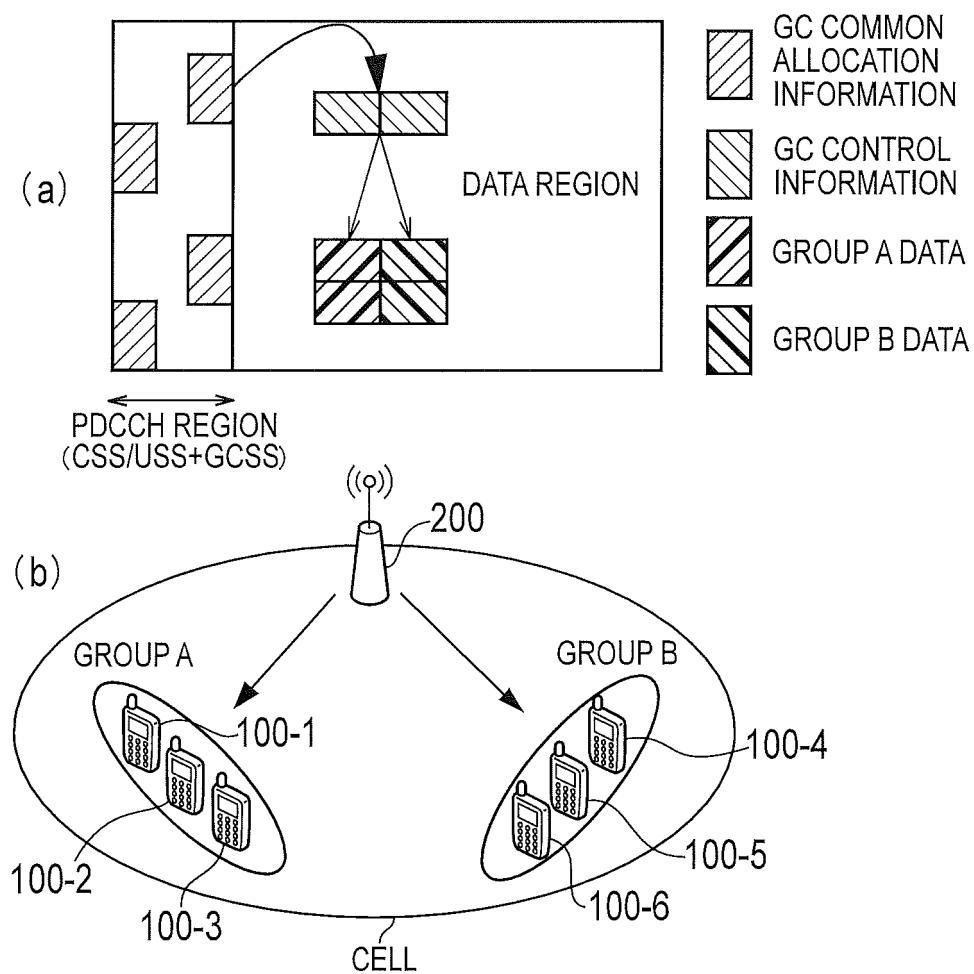 (a)
DATA REGION
GC COMMON
ALLOCATION
INFORMATION
GC CONTROL
INFORMATION
GROUP A DATA
GROUP B DATA
PDCCH REGION
(CSS/USS+GCSS)
(b)
200
GROUP A
GROUP B
100-1
100-2
100-3
100-4
100-5
100-6
CELL